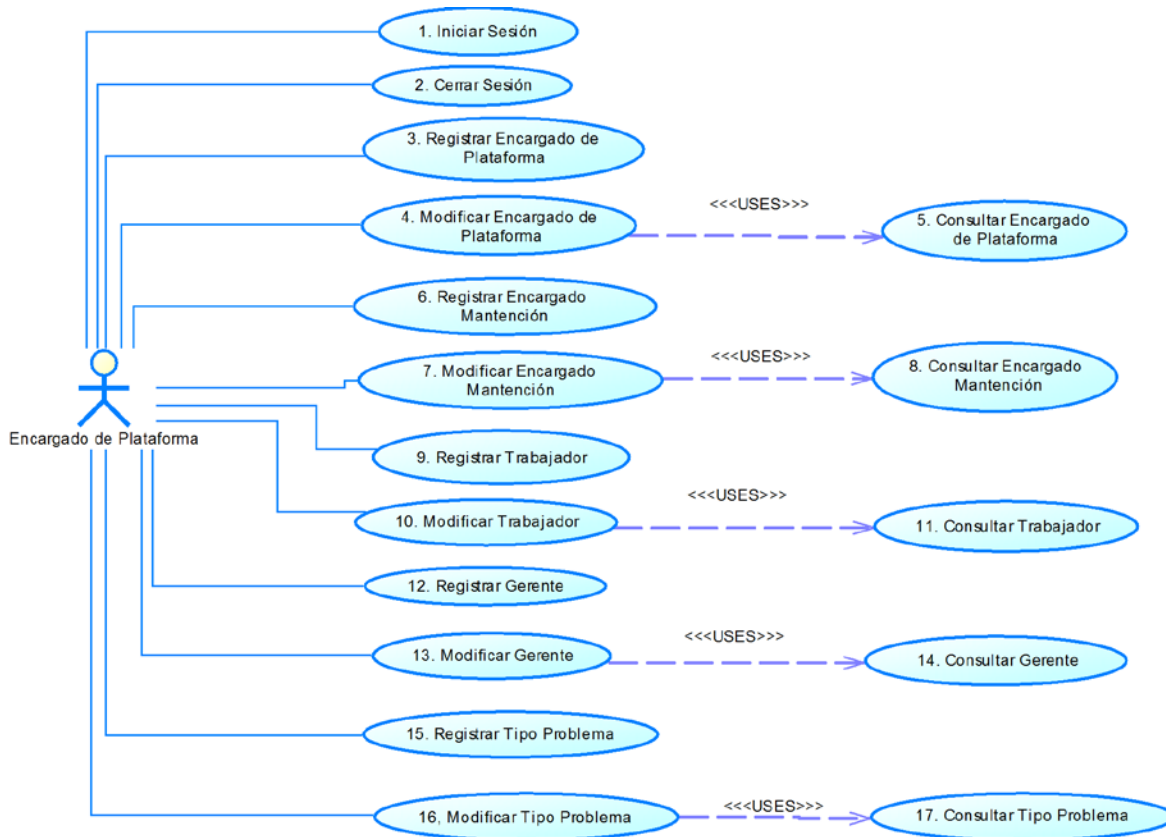 1. Iniciar Sesión
2. Cerrar Sesión
3. Registrar Encargado de
Plataforma
<<<USES>>>
4. Modificar Encargado de
Plataforma
5. Consultar Encargado
de Plataforma
6. Registrar Encargado
Mantención
<<<USES>>>
7. Modificar Encargado
Mantención
8. Consultar Encargado
Mantención
Encargado de Plataforma
9. Registrar Trabajador
<<<USES>>>
10. Modificar Trabajador
11. Consultar Trabajador
12. Registrar Gerente
<<<USES>>>
13. Modificar Gerente
14. Consultar Gerente
15. Registrar Tipo Problema
<<<USES>>>
16, Modificar Tipo Problema
17. Consultar Tipo Problema